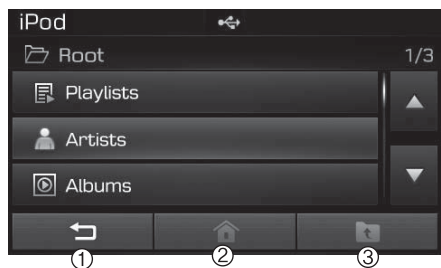 iPod
Root 1/3
Playlists
Artists
Albums
① ② ③